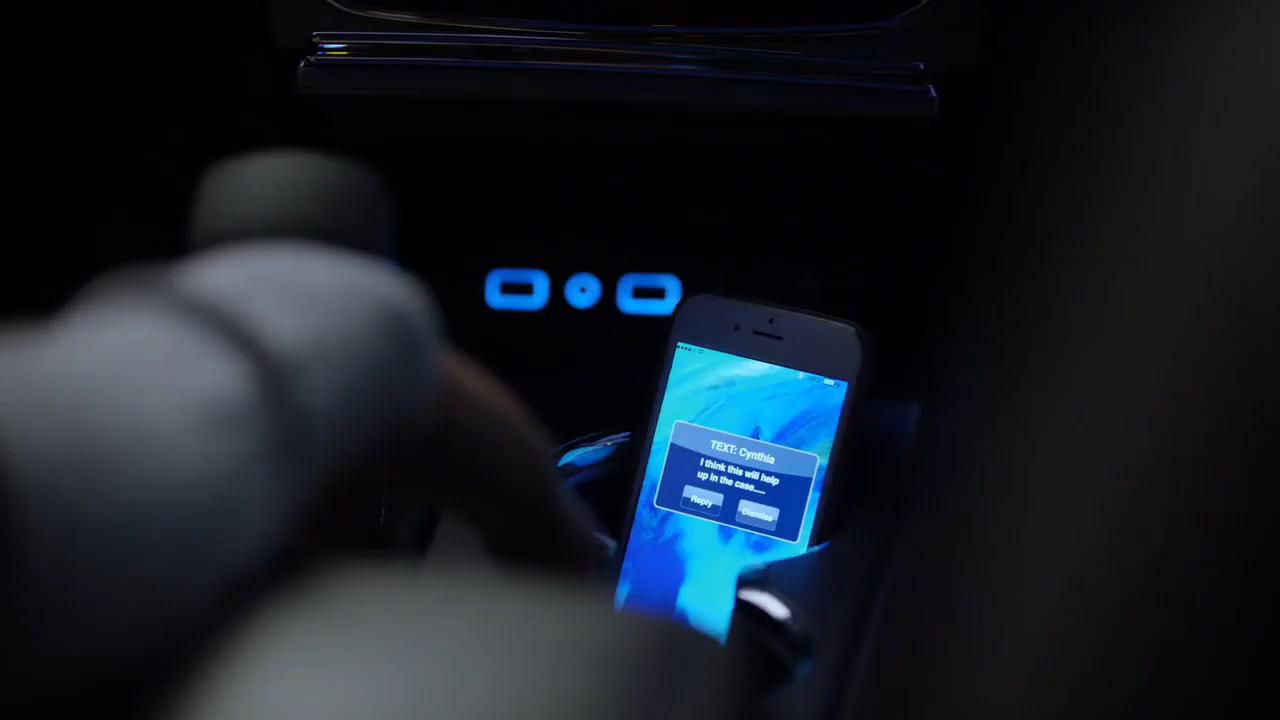 TEXT: Cynthia
I think this will help
up in the case.....
Reply
Dismiss